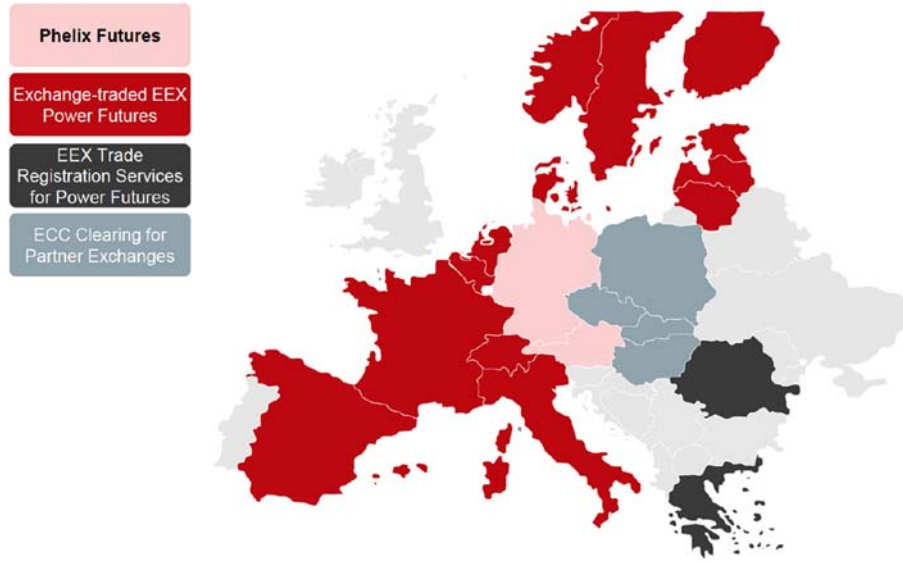 Phelix Futures
Exchange-traded EEX
Power Futures
EEX Trade
Registration Services
for Power Futures
ECC Clearing for
Partner Exchanges